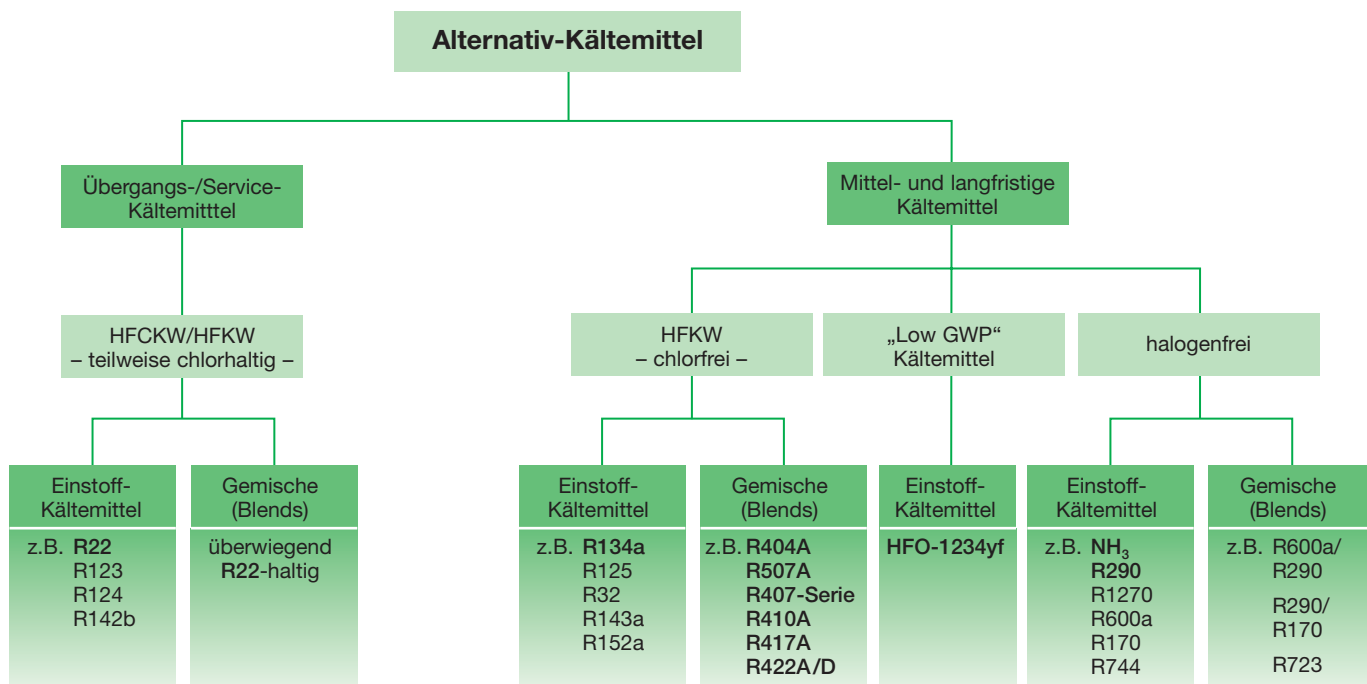 Alternativ-Kältemittel
Übergangs-/Service-
Kältemitttel
Mittel- und langfristige
Kältemittel
HFCKW/HFKW
– teilweise chlorhaltig –
HFKW
– chlorfrei –
„Low GWP“
Kältemittel
halogenfrei
Einstoff-
Kältemittel
z.B. R22
R123
R124
R142b
Gemische
(Blends)
überwiegend
R22-haltig
Einstoff-
Kältemittel
z.B. R134a
R125
R32
R143a
R152a
Gemische
(Blends)
z.B. R404A
R507A
R407-Serie
R410A
R417A
R422A/D
Einstoff-
Kältemittel
HFO-1234yf
Einstoff-
Kältemittel
z.B. NH₃
R290
R1270
R600a
R170
R744
Gemische
(Blends)
z.B. R600a/
R290
R290/
R170
R723